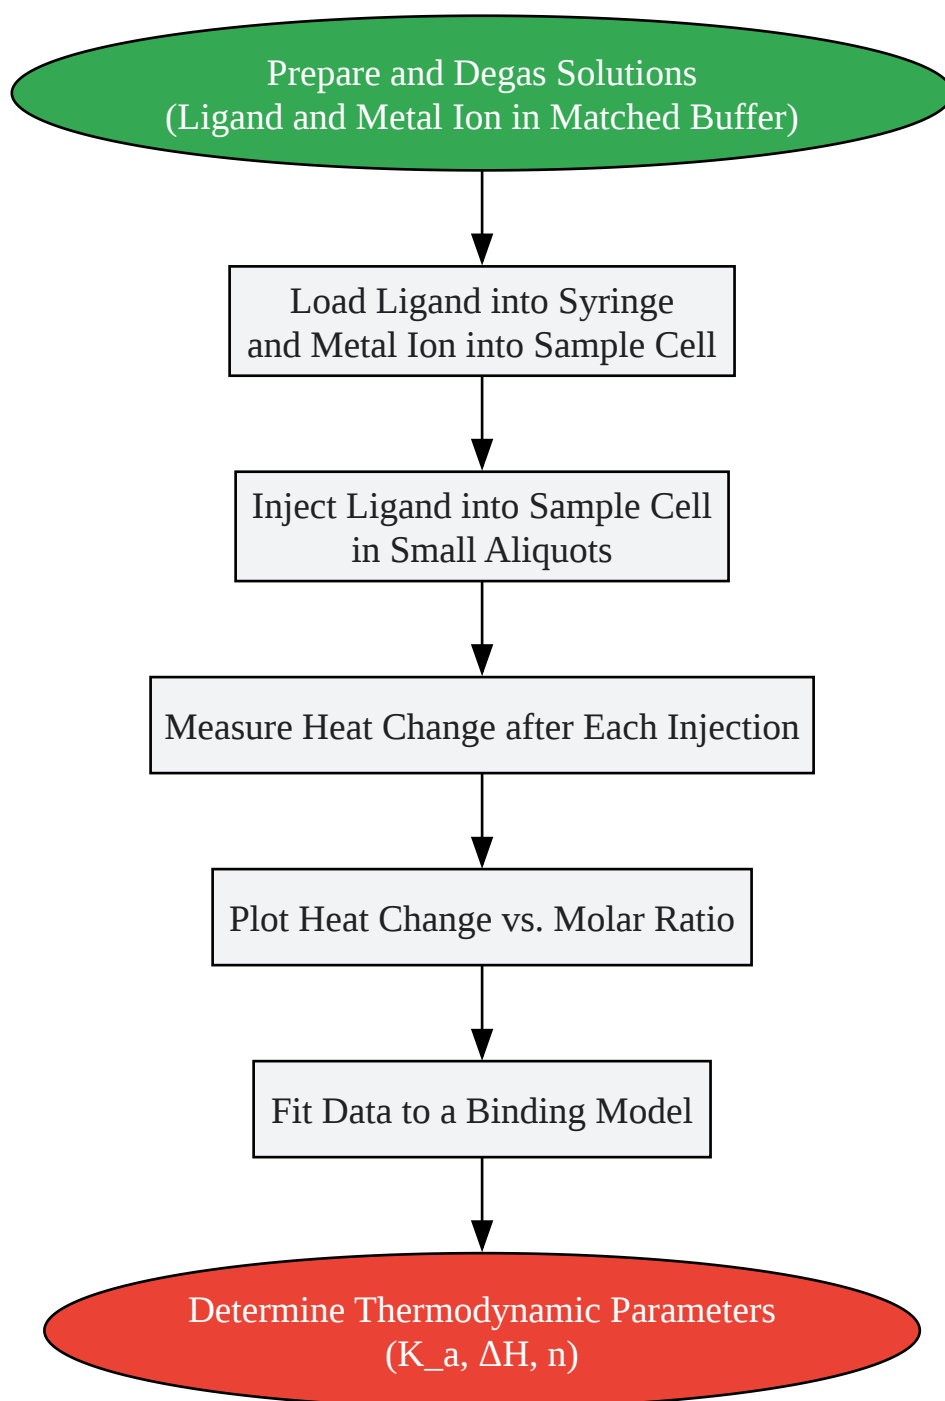 Prepare and Degas Solutions
(Ligand and Metal Ion in Matched Buffer)
Load Ligand into Syringe
and Metal Ion into Sample Cell
Inject Ligand into Sample Cell
in Small Aliquots
Measure Heat Change after Each Injection
Plot Heat Change vs. Molar Ratio
Fit Data to a Binding Model
Determine Thermodynamic Parameters
(K_a, ΔH, n)